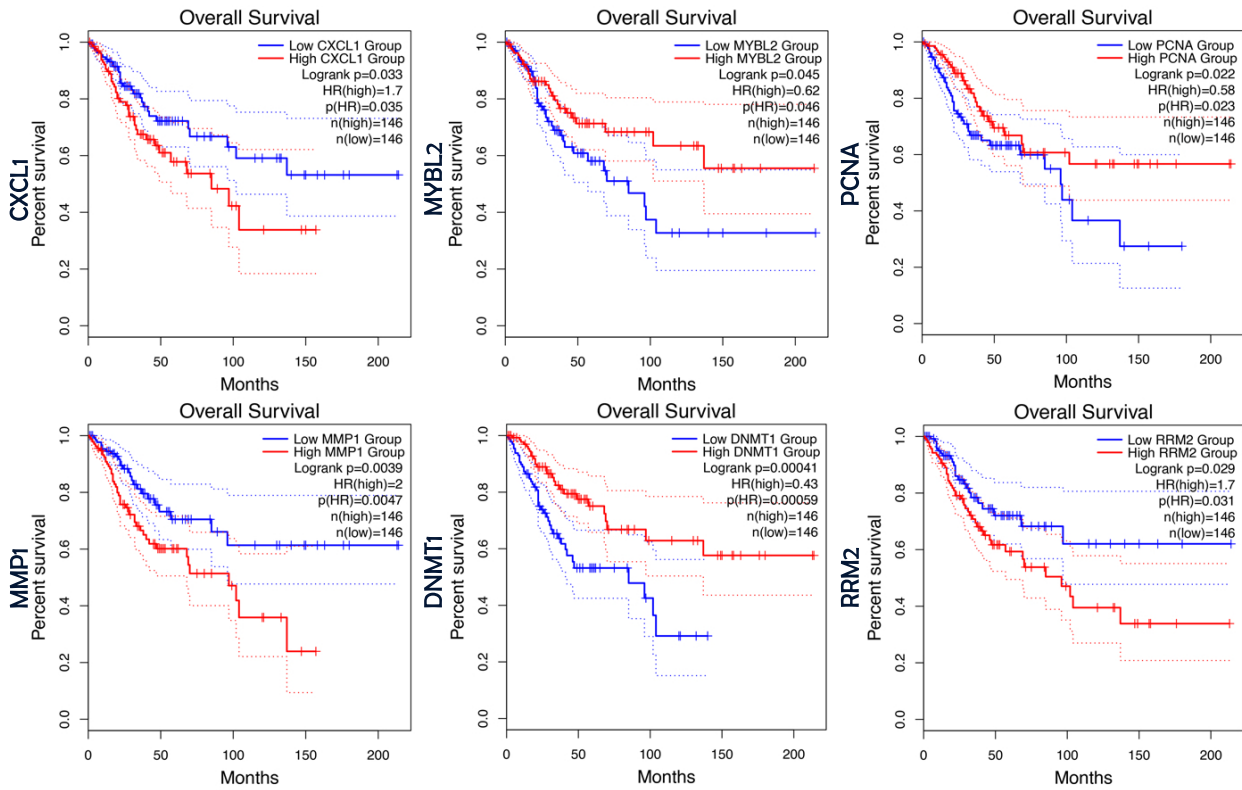 Overall Survival
CXCL1
Percent survival
1.0
0.8
0.6
0.4
0.2
0.0
Low CXCL1 Group
High CXCL1 Group
Logrank p=0.033
HR(high)=1.7
p(HR)=0.035
n(high)=146
n(low)=146
0 50 100 150 200
Months
Overall Survival
MYBL2
Percent survival
1.0
0.8
0.6
0.4
0.2
0.0
Low MYBL2 Group
High MYBL2 Group
Logrank p=0.045
HR(high)=0.62
p(HR)=0.046
n(high)=146
n(low)=146
0 50 100 150 200
Months
Overall Survival
PCNA
Percent survival
1.0
0.8
0.6
0.4
0.2
0.0
Low PCNA Group
High PCNA Group
Logrank p=0.022
HR(high)=0.58
p(HR)=0.023
n(high)=146
n(low)=146
0 50 100 150 200
Months
Overall Survival
MMP1
Percent survival
1.0
0.8
0.6
0.4
0.2
0.0
Low MMP1 Group
High MMP1 Group
Logrank p=0.0039
HR(high)=2
p(HR)=0.0047
n(high)=146
n(low)=146
0 50 100 150 200
Months
Overall Survival
DNMT1
Percent survival
1.0
0.8
0.6
0.4
0.2
0.0
Low DNMT1 Group
High DNMT1 Group
Logrank p=0.00041
HR(high)=0.43
p(HR)=0.00059
n(high)=146
n(low)=146
0 50 100 150 200
Months
Overall Survival
RRM2
Percent survival
1.0
0.8
0.6
0.4
0.2
0.0
Low RRM2 Group
High RRM2 Group
Logrank p=0.029
HR(high)=1.7
p(HR)=0.031
n(high)=146
n(low)=146
0 50 100 150 200
Months